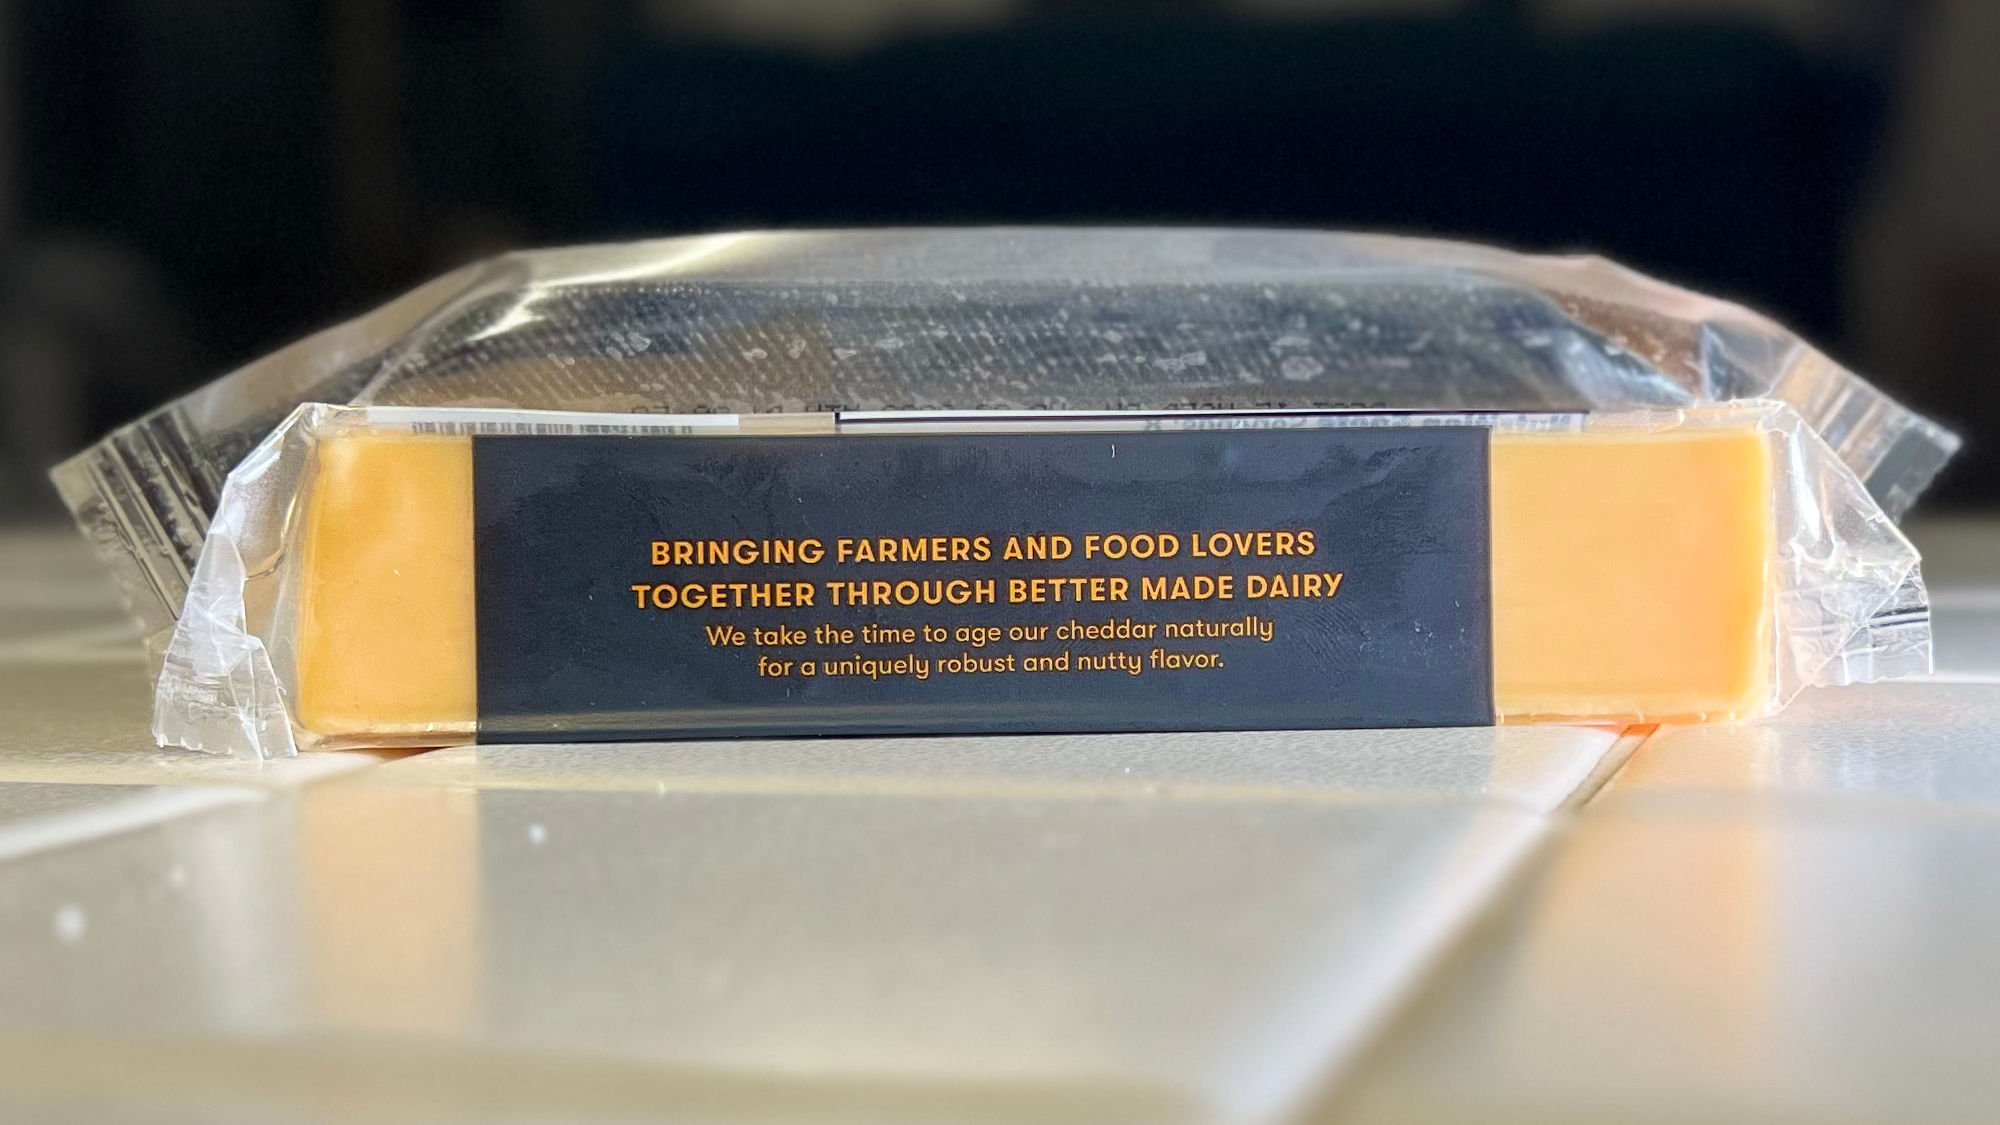 BRINGING FARMERS AND FOOD LOVERS
TOGETHER THROUGH BETTER MADE DAIRY
We take the time to age our cheddar naturally
for a uniquely robust and nutty flavor.